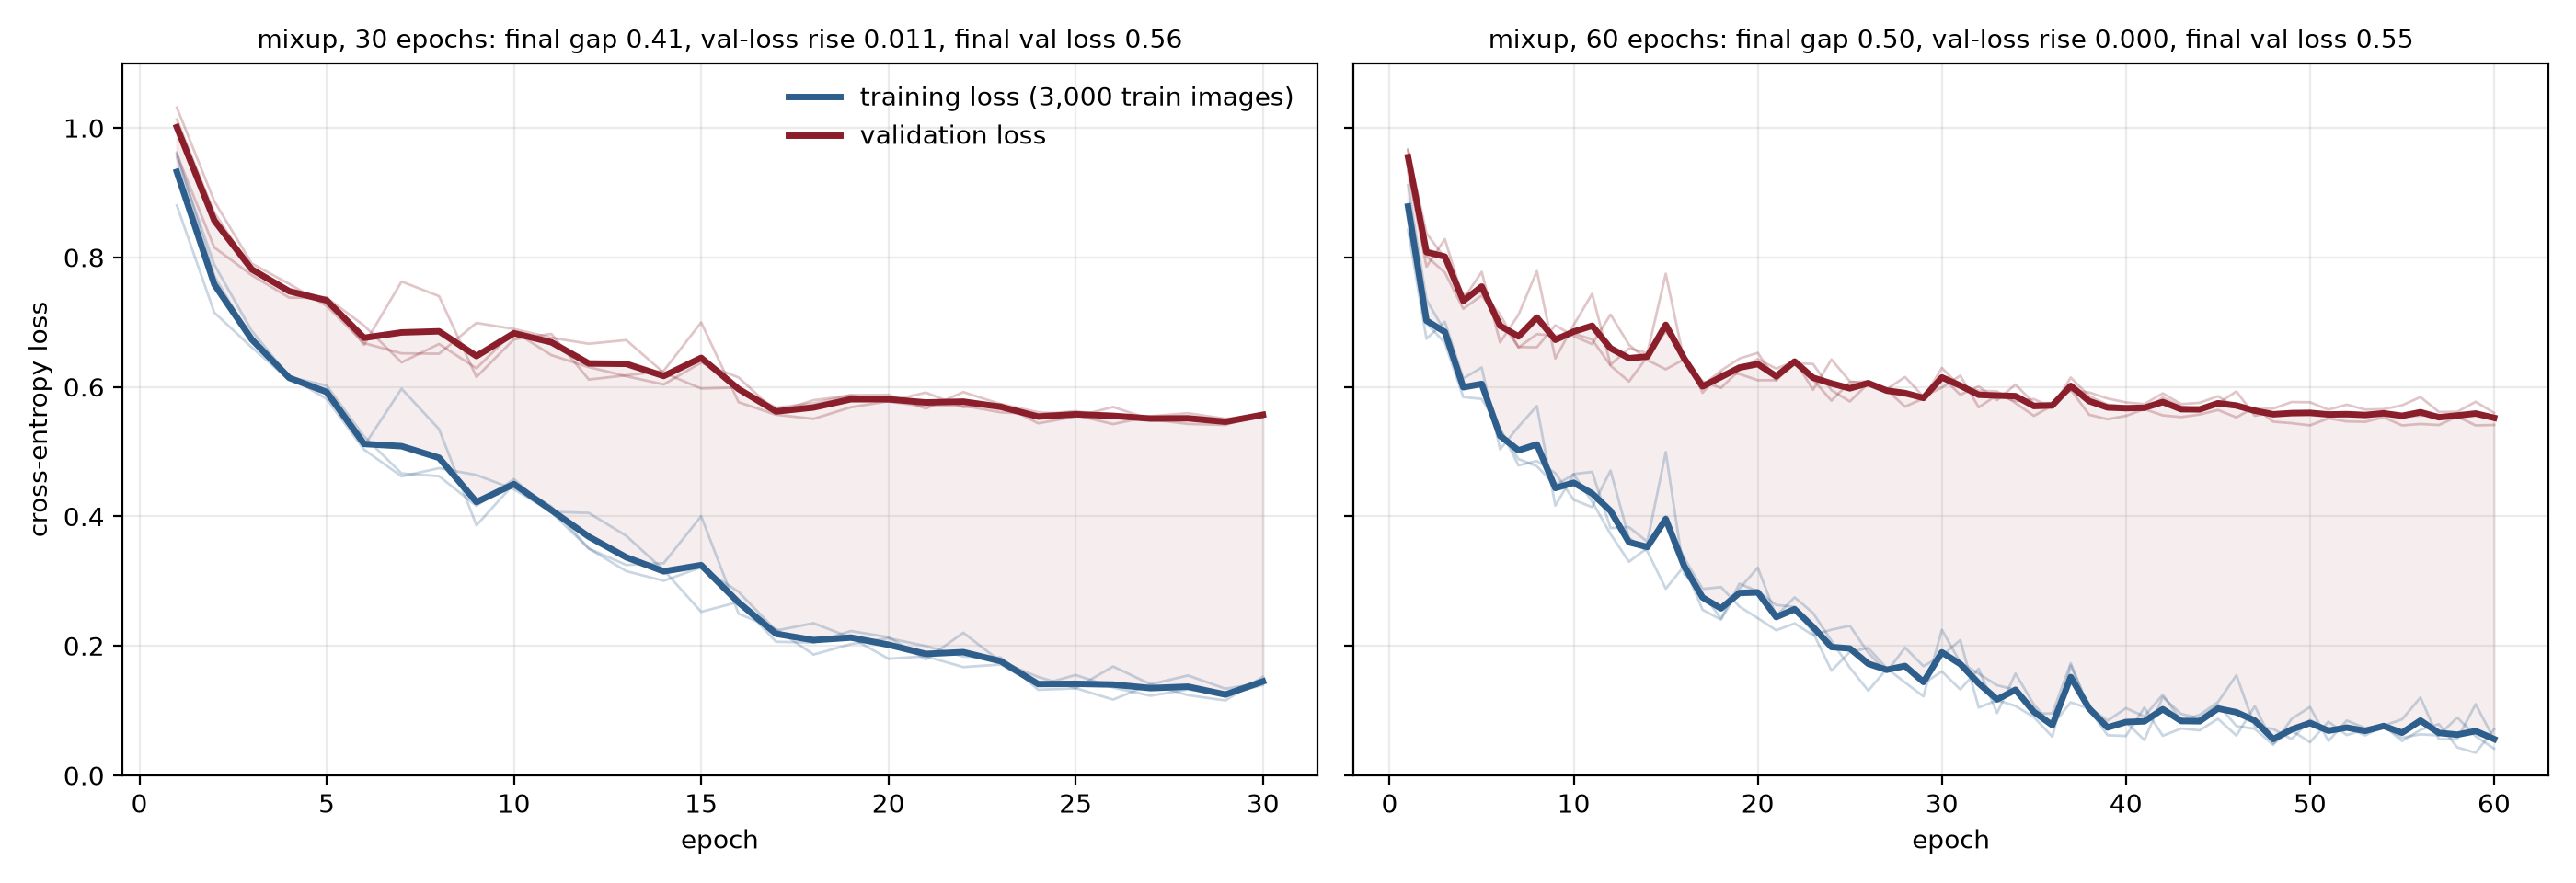 mixup, 30 epochs: final gap 0.41, val-loss rise 0.011, final val loss 0.56
training loss (3,000 train images)
validation loss
cross-entropy loss
1.0
0.8
0.6
0.4
0.2
0.0
0 5 10 15 20 25 30
epoch
mixup, 60 epochs: final gap 0.50, val-loss rise 0.000, final val loss 0.55
0 10 20 30 40 50 60
epoch